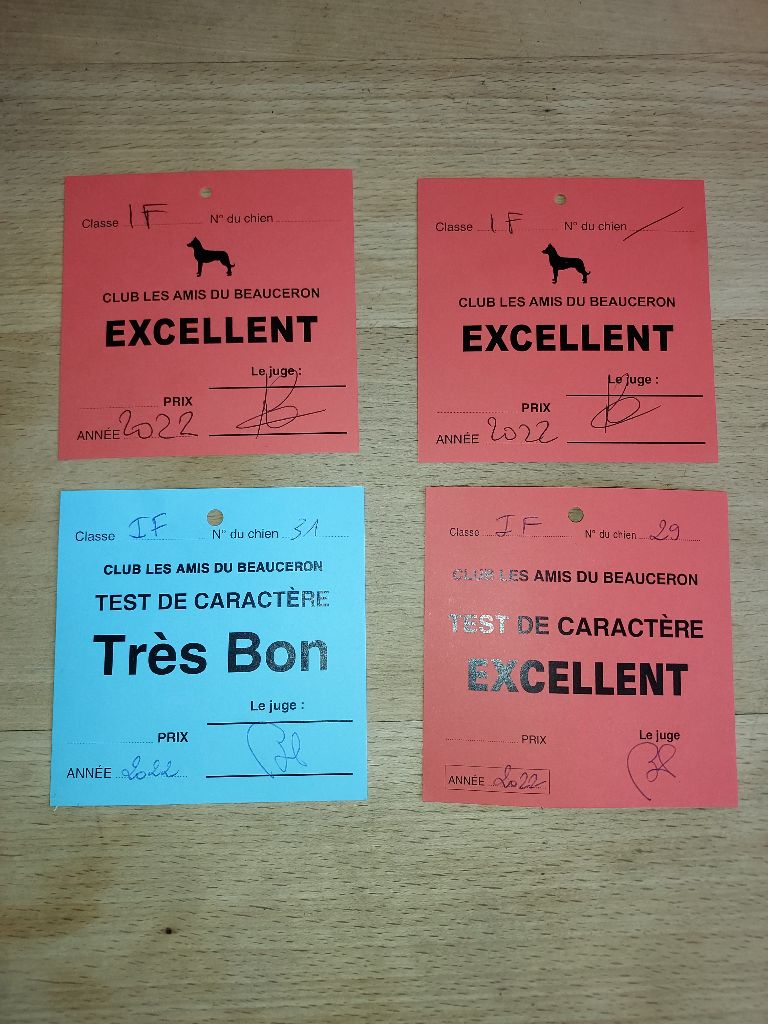 Classe IF N° du chien
CLUB LES AMIS DU BEAUCERON
EXCELLENT
Le juge :
PRIX
ANNÉE 2022
Classe IF N° du chien /
CLUB LES AMIS DU BEAUCERON
EXCELLENT
Le juge :
PRIX
ANNÉE 2022
Classe IF N° du chien 31
CLUB LES AMIS DU BEAUCERON
TEST DE CARACTÈRE
Très Bon
Le juge :
PRIX
ANNÉE 2022
Classe IF N° du chien 29
CLUB LES AMIS DU BEAUCERON
TEST DE CARACTÈRE
EXCELLENT
Le juge
PRIX
ANNÉE 2022